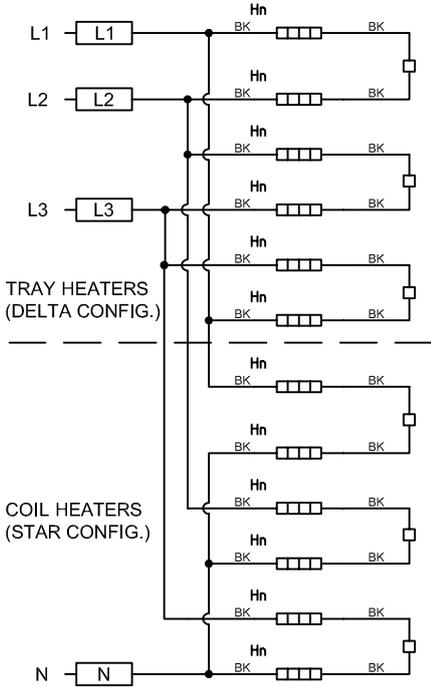 Hn
L1 L1 BK BK
Hn
L2 L2 BK BK
Hn
BK BK
Hn
L3 L3 BK BK
Hn
BK BK
TRAY HEATERS
(DELTA CONFIG.)
Hn
BK BK
Hn
BK BK
Hn
BK BK
Hn
BK BK
COIL HEATERS
(STAR CONFIG.)
Hn
BK BK
Hn
BK BK
Hn
N N BK BK